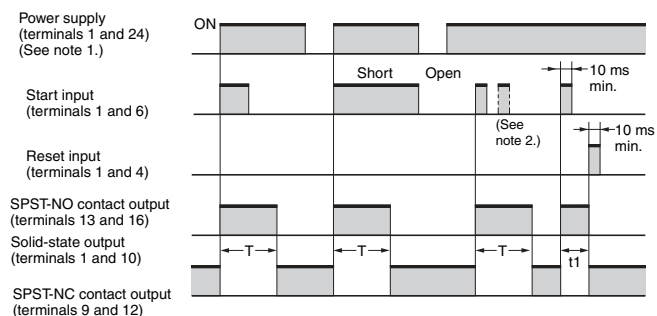 Power supply
(terminals 1 and 24)
(See note 1.)
ON
Short Open
10 ms
min.
Start input
(terminals 1 and 6)
(See
note 2.)
10 ms
min.
Reset input
(terminals 1 and 4)
SPST-NO contact output
(terminals 13 and 16)
Solid-state output
(terminals 1 and 10)
T T T t1
SPST-NC contact output
(terminals 9 and 12)